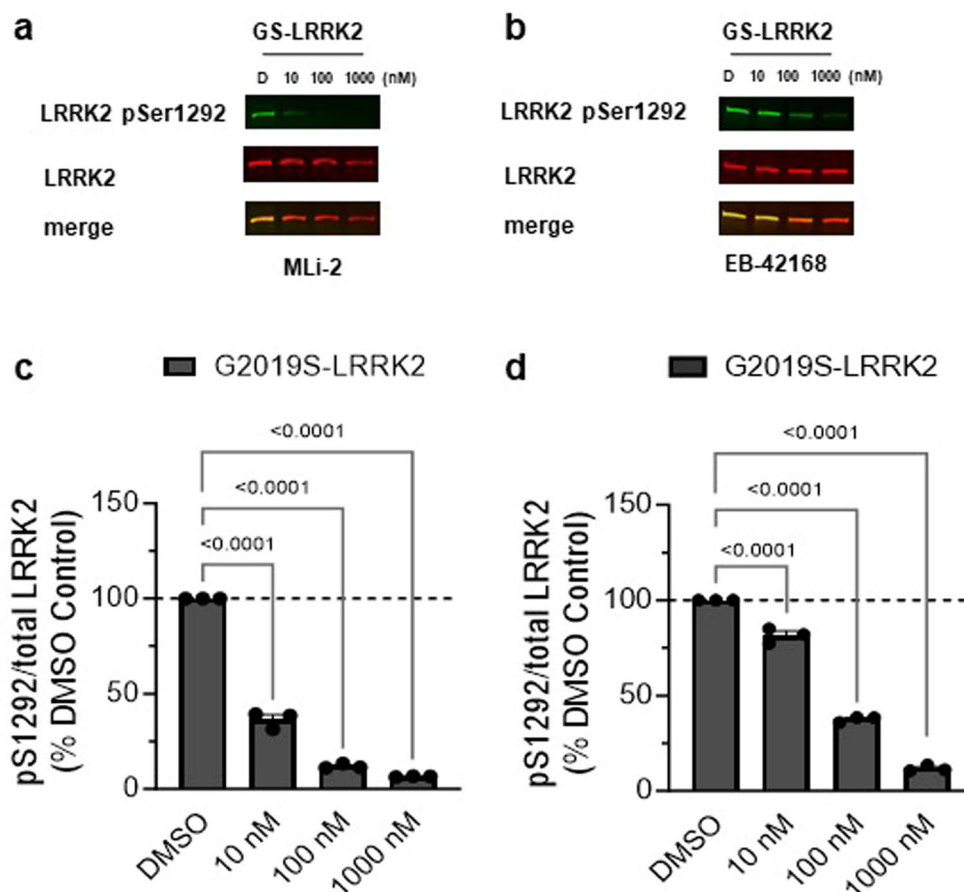 a
GS-LRRK2
D 10 100 1000 (nM)
LRRK2 pSer1292
LRRK2
merge
MLi-2
b
GS-LRRK2
D 10 100 1000 (nM)
LRRK2 pSer1292
LRRK2
merge
EB-42168
c
G2019S-LRRK2
<0.0001
<0.0001
<0.0001
pS1292/total LRRK2
(% DMSO Control)
150
100
50
0
DMSO
10 nM
100 nM
1000 nM
d
G2019S-LRRK2
<0.0001
<0.0001
<0.0001
pS1292/total LRRK2
(% DMSO Control)
150
100
50
0
DMSO
10 nM
100 nM
1000 nM